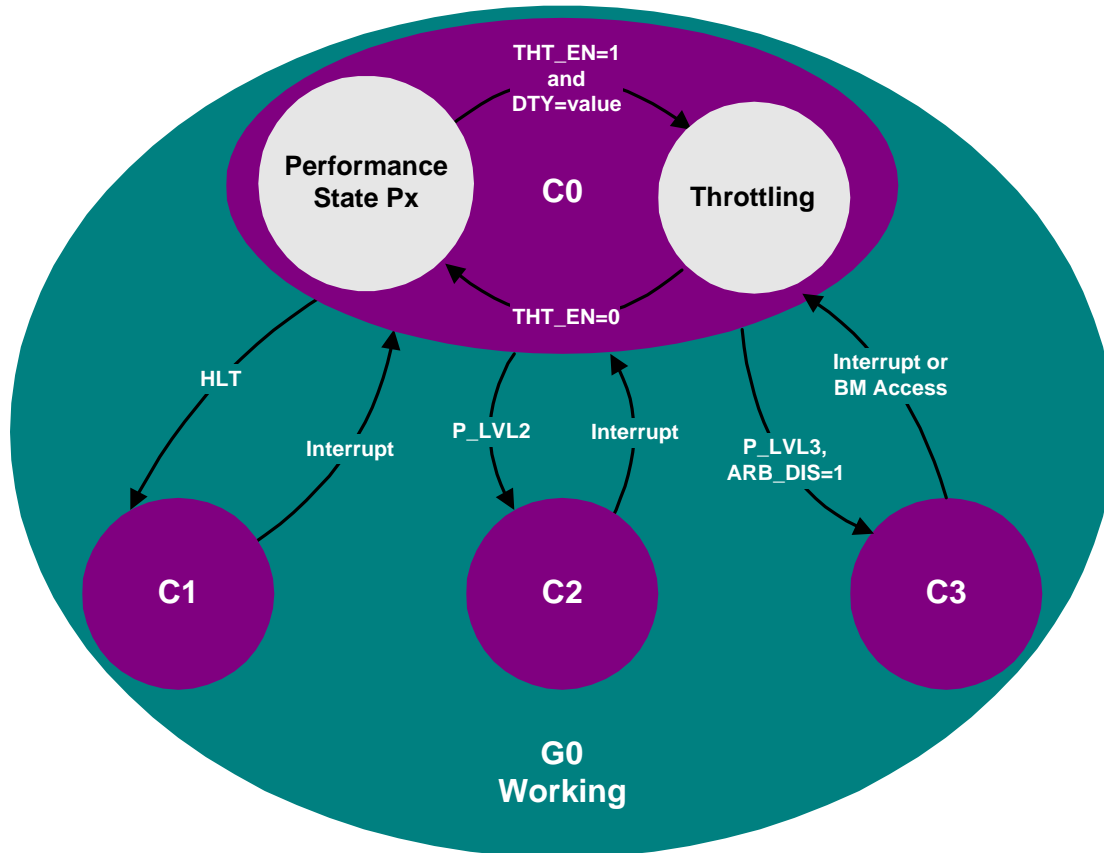 THT_EN=1
and
DTY=value
Performance
State Px
C0
Throttling
THT_EN=0
HLT
Interrupt
P_LVL2
Interrupt
P_LVL3,
ARB_DIS=1
Interrupt or
BM Access
C1
C2
C3
G0
Working